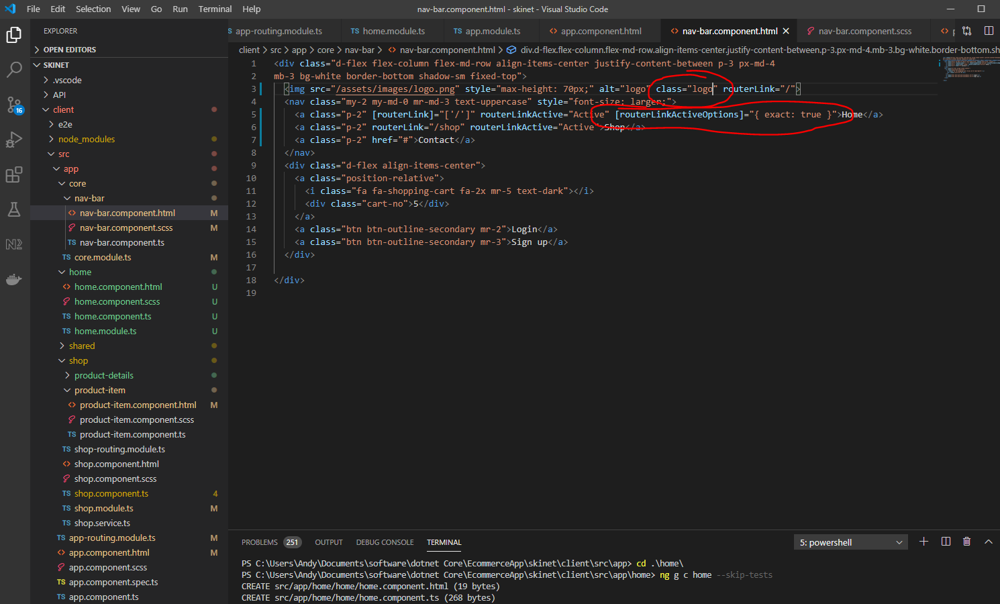 File Edit Selection View Go Run Terminal Help nav-bar.component.html - skinet - Visual Studio Code
EXPLORER
OPEN EDITORS
SKINET
.vscode
API
client
e2e
node_modules
src
app
core
nav-bar
nav-bar.component.html M
nav-bar.component.scss M
TS nav-bar.component.ts
TS core.module.ts M
home
home.component.html U
home.component.scss U
TS home.component.ts U
TS home.module.ts U
shared
shop
product-details
product-item
product-item.component.html M
product-item.component.scss
TS product-item.component.ts
TS shop-routing.module.ts
shop.component.html
shop.component.scss
TS shop.component.ts 4
TS shop.module.ts M
TS shop.service.ts
TS app-routing.module.ts M
app.component.html M
app.component.scss
TS app.component.spec.ts
TS app.component.ts
16
app-routing.module.ts TS home.module.ts TS app.module.ts app.component.html nav-bar.component.html nav-bar.component.scss
client > src > app > core > nav-bar > nav-bar.component.html > div.d-flex.flex-column.flex-md-row.align-items-center.justify-content-between.p-3.px-md-4.mb-3.bg-white.border-bottom.sh
1 <div class="d-flex flex-column flex-md-row align-items-center justify-content-between p-3 px-md-4
2 mb-3 bg-white border-bottom shadow-sm fixed-top">
3 <img src="/assets/images/logo.png" style="max-height: 70px;" alt="logo" class="logo" routerLink="/">
4 <nav class="my-2 my-md-0 mr-md-3 text-uppercase" style="font-size: larger;">
5 <a class="p-2" [routerLink]="['/']" routerLinkActive="Active" [routerLinkActiveOptions]="{ exact: true }">Home</a>
6 <a class="p-2" routerLink="/shop" routerLinkActive="Active">Shop</a>
7 <a class="p-2" href="#">Contact</a>
8 </nav>
9 <div class="d-flex align-items-center">
10 <a class="position-relative">
11 <i class="fa fa-shopping-cart fa-2x mr-5 text-dark"></i>
12 <div class="cart-no">5</div>
13 </a>
14 <a class="btn btn-outline-secondary mr-2">Login</a>
15 <a class="btn btn-outline-secondary mr-3">Sign up</a>
16 </div>
17
18 </div>
19
PROBLEMS 251 OUTPUT DEBUG CONSOLE TERMINAL 5: powershell
PS C:\Users\Andy\Documents\software\dotnet Core\EcommerceApp\skinet\client\src\app> cd .\home\
PS C:\Users\Andy\Documents\software\dotnet Core\EcommerceApp\skinet\client\src\app\home> ng g c home --skip-tests
CREATE src/app/home/home/home.component.html (19 bytes)
CREATE src/app/home/home/home.component.ts (268 bytes)